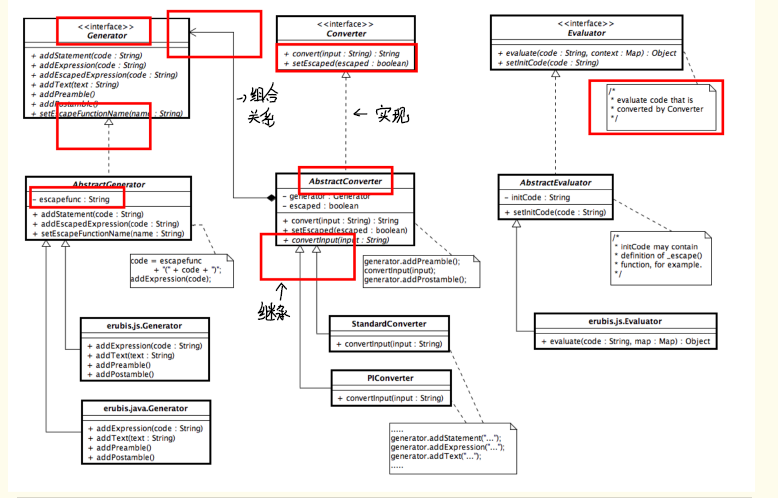 <<interface>>
Generator
+ addStatement(code : String)
+ addExpression(code : String)
+ addEscapedExpression(code : String)
+ addText(text : String)
+ addPreamble()
+ addPostamble()
+ setEscapeFunctionName(name : String)
<<interface>>
Converter
+ convert(input : String) : String
+ setEscaped(escaped : boolean)
<<interface>>
Evaluator
+ evaluate(code : String, context : Map) : Object
+ setInitCode(code : String)
/*
* evaluate code that is
* converted by Converter
*/
→组合
关系
← 实现
AbstractGenerator
– escapefunc : String
+ addStatement(code : String)
+ addEscapedExpression(code : String)
+ setEscapeFunctionName(name : String)
code = escapefunc
+ "(" + code + ")";
addExpression(code);
AbstractConverter
– generator : Generator
– escaped : boolean
+ convert(input : String) : String
+ setEscaped(escaped : boolean)
+ convertInput(input : String)
generator.addPreamble();
convertInput(input);
generator.addProstamble();
AbstractEvaluator
– initCode : String
+ setInitCode(code : String)
/*
* initCode may contain
* definition of _escape()
* function, for example.
*/
↑
继承
erubis.js.Generator
+ addExpression(code : String)
+ addText(text : String)
+ addPreamble()
+ addPostamble()
erubis.java.Generator
+ addExpression(code : String)
+ addText(text : String)
+ addPreamble()
+ addPostamble()
StandardConverter
+ convertInput(input : String)
PIConverter
+ convertInput(input : String)
.....
generator.addStatement("...");
generator.addExpression("...");
generator.addText("...");
.....
erubis.js.Evaluator
+ evaluate(code : String, map : Map) : Object